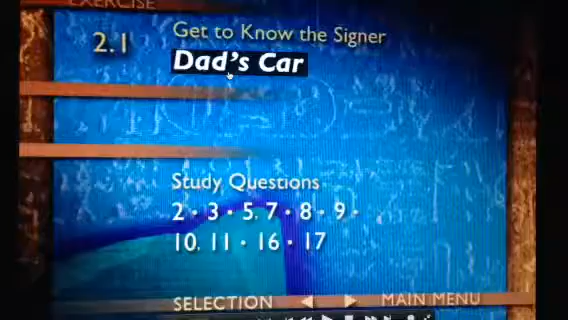 EXERCISE
2.1
Get to Know the Signer
Dad's Car
Study Questions
2 • 3 • 5, 7 • 8 • 9 •
10, 11 • 16 • 17
SELECTION
MAIN MENU